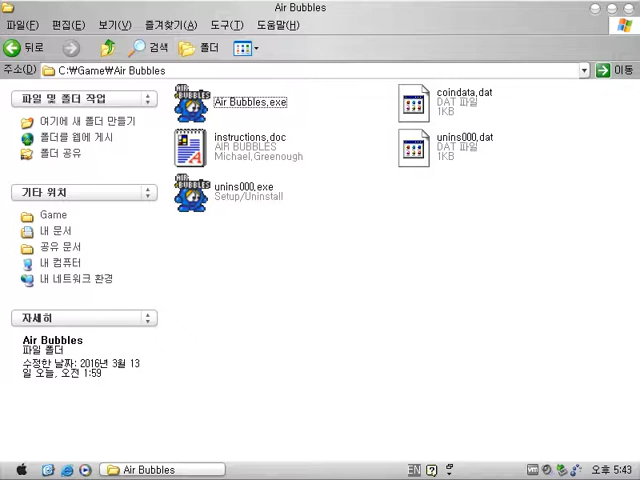 Air Bubbles
파일(F) 편집(E) 보기(V) 즐겨찾기(A) 도구(T) 도움말(H)
뒤로 검색 폴더
주소(D) C:₩Game₩Air Bubbles 이동
파일 및 폴더 작업
여기에 새 폴더 만들기
폴더를 웹에 게시
폴더 공유
기타 위치
Game
내 문서
공유 문서
내 컴퓨터
내 네트워크 환경
자세히
Air Bubbles
파일 폴더
수정한 날짜: 2016년 3월 13
일 오늘, 오전 1:59
AIR BUBBLES
Air Bubbles.exe
coindata.dat
DAT 파일
1KB
instructions.doc
AIR BUBBLES
Michael,Greenough
unins000.dat
DAT 파일
1KB
AIR BUBBLES
unins000.exe
Setup/Uninstall
Air Bubbles
EN
오후 5:43